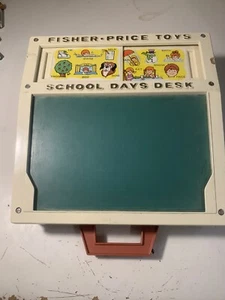 FISHER-PRICE TOYS
SCHOOL DAYS DESK